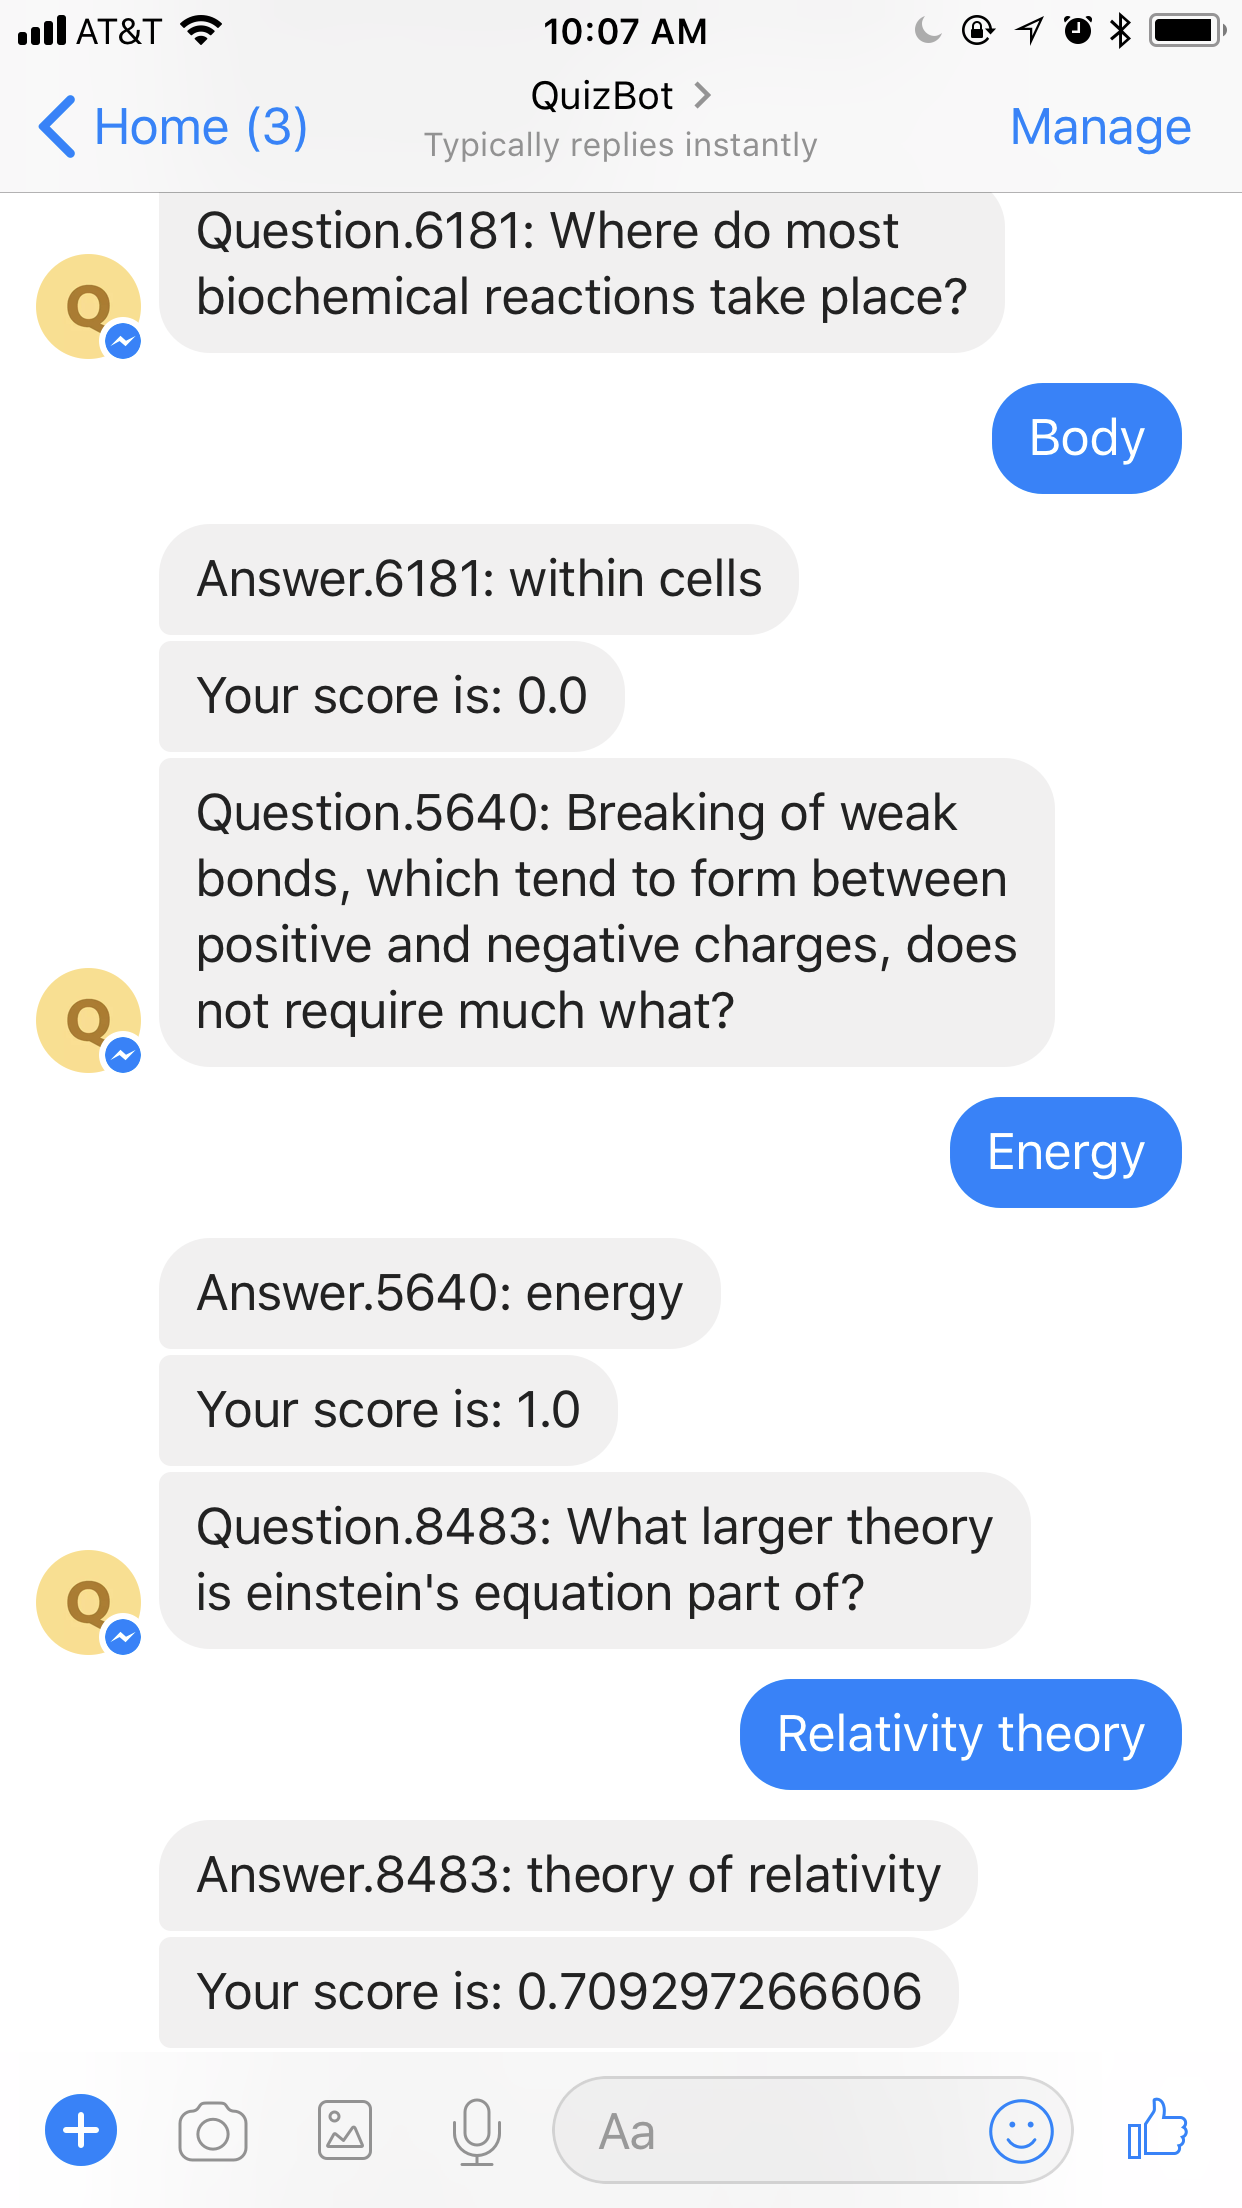 AT&T 10:07 AM
Home (3) QuizBot Manage
Typically replies instantly
Question.6181: Where do most
biochemical reactions take place?
Q
Body
Answer.6181: within cells
Your score is: 0.0
Question.5640: Breaking of weak
bonds, which tend to form between
positive and negative charges, does
not require much what?
Q
Energy
Answer.5640: energy
Your score is: 1.0
Question.8483: What larger theory
is einstein's equation part of?
Q
Relativity theory
Answer.8483: theory of relativity
Your score is: 0.709297266606
Aa